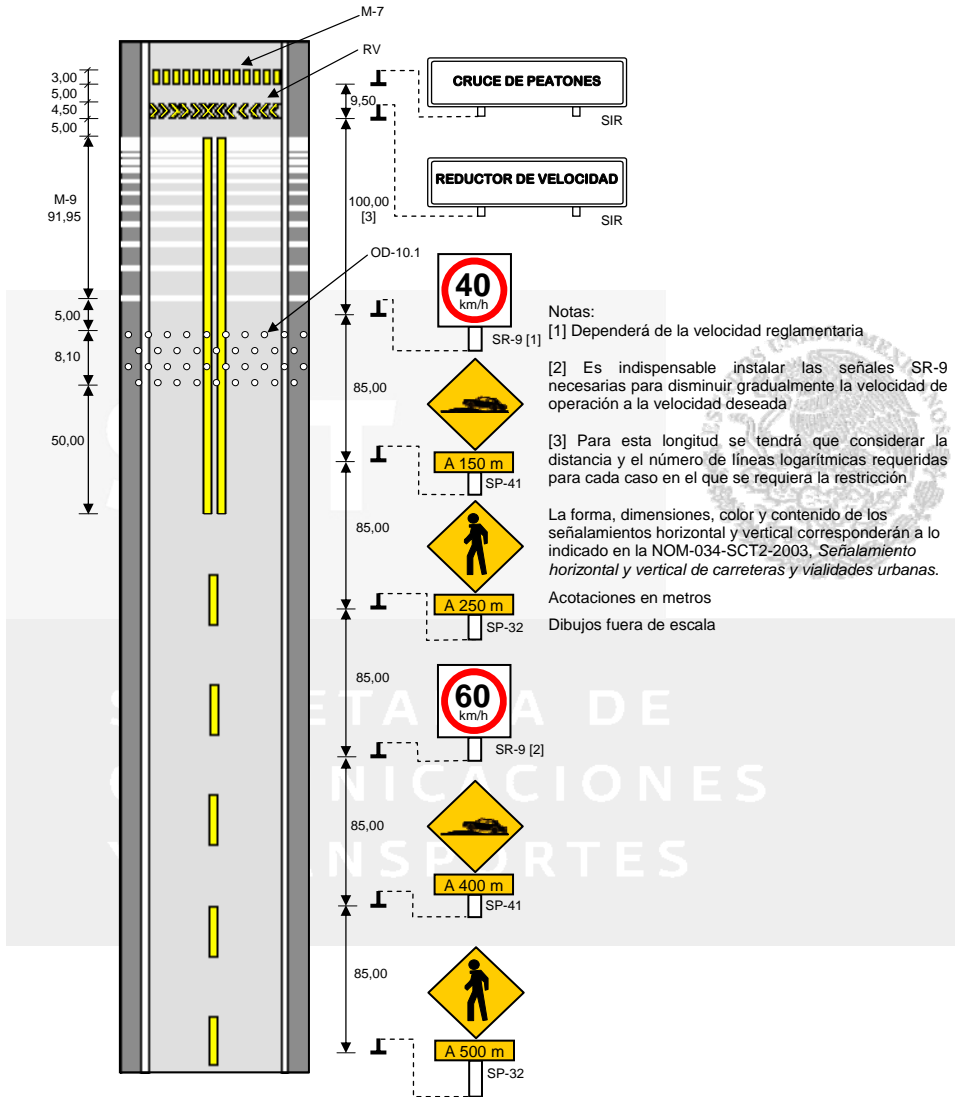 M-7
RV
3,00
5,00
4,50
5,00
M-9
91,95
5,00
8,10
50,00
OD-10.1
9,50
100,00
[3]
85,00
85,00
85,00
85,00
85,00
CRUCE DE PEATONES
SIR
REDUCTOR DE VELOCIDAD
SIR
40
km/h
SR-9 [1]
A 150 m
SP-41
A 250 m
SP-32
60
km/h
SR-9 [2]
A 400 m
SP-41
A 500 m
SP-32
Notas:
[1] Dependerá de la velocidad reglamentaria
[2] Es indispensable instalar las señales SR-9
necesarias para disminuir gradualmente la velocidad de
operación a la velocidad deseada
[3] Para esta longitud se tendrá que considerar la
distancia y el número de líneas logarítmicas requeridas
para cada caso en el que se requiera la restricción
La forma, dimensiones, color y contenido de los
señalamientos horizontal y vertical corresponderán a lo
indicado en la NOM-034-SCT2-2003, Señalamiento
horizontal y vertical de carreteras y vialidades urbanas.
Acotaciones en metros
Dibujos fuera de escala
DE